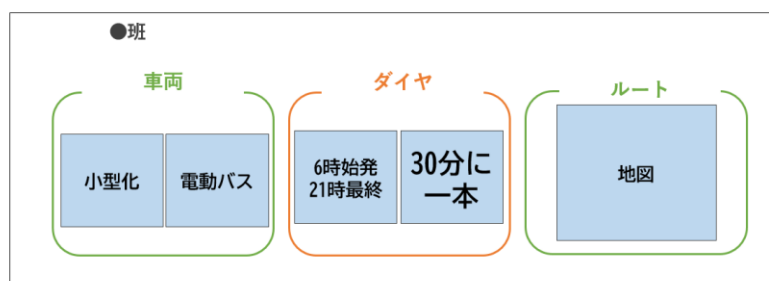 ●班
車両
ダイヤ
ルート
小型化
電動バス
6時始発
21時最終
30分に
一本
地図